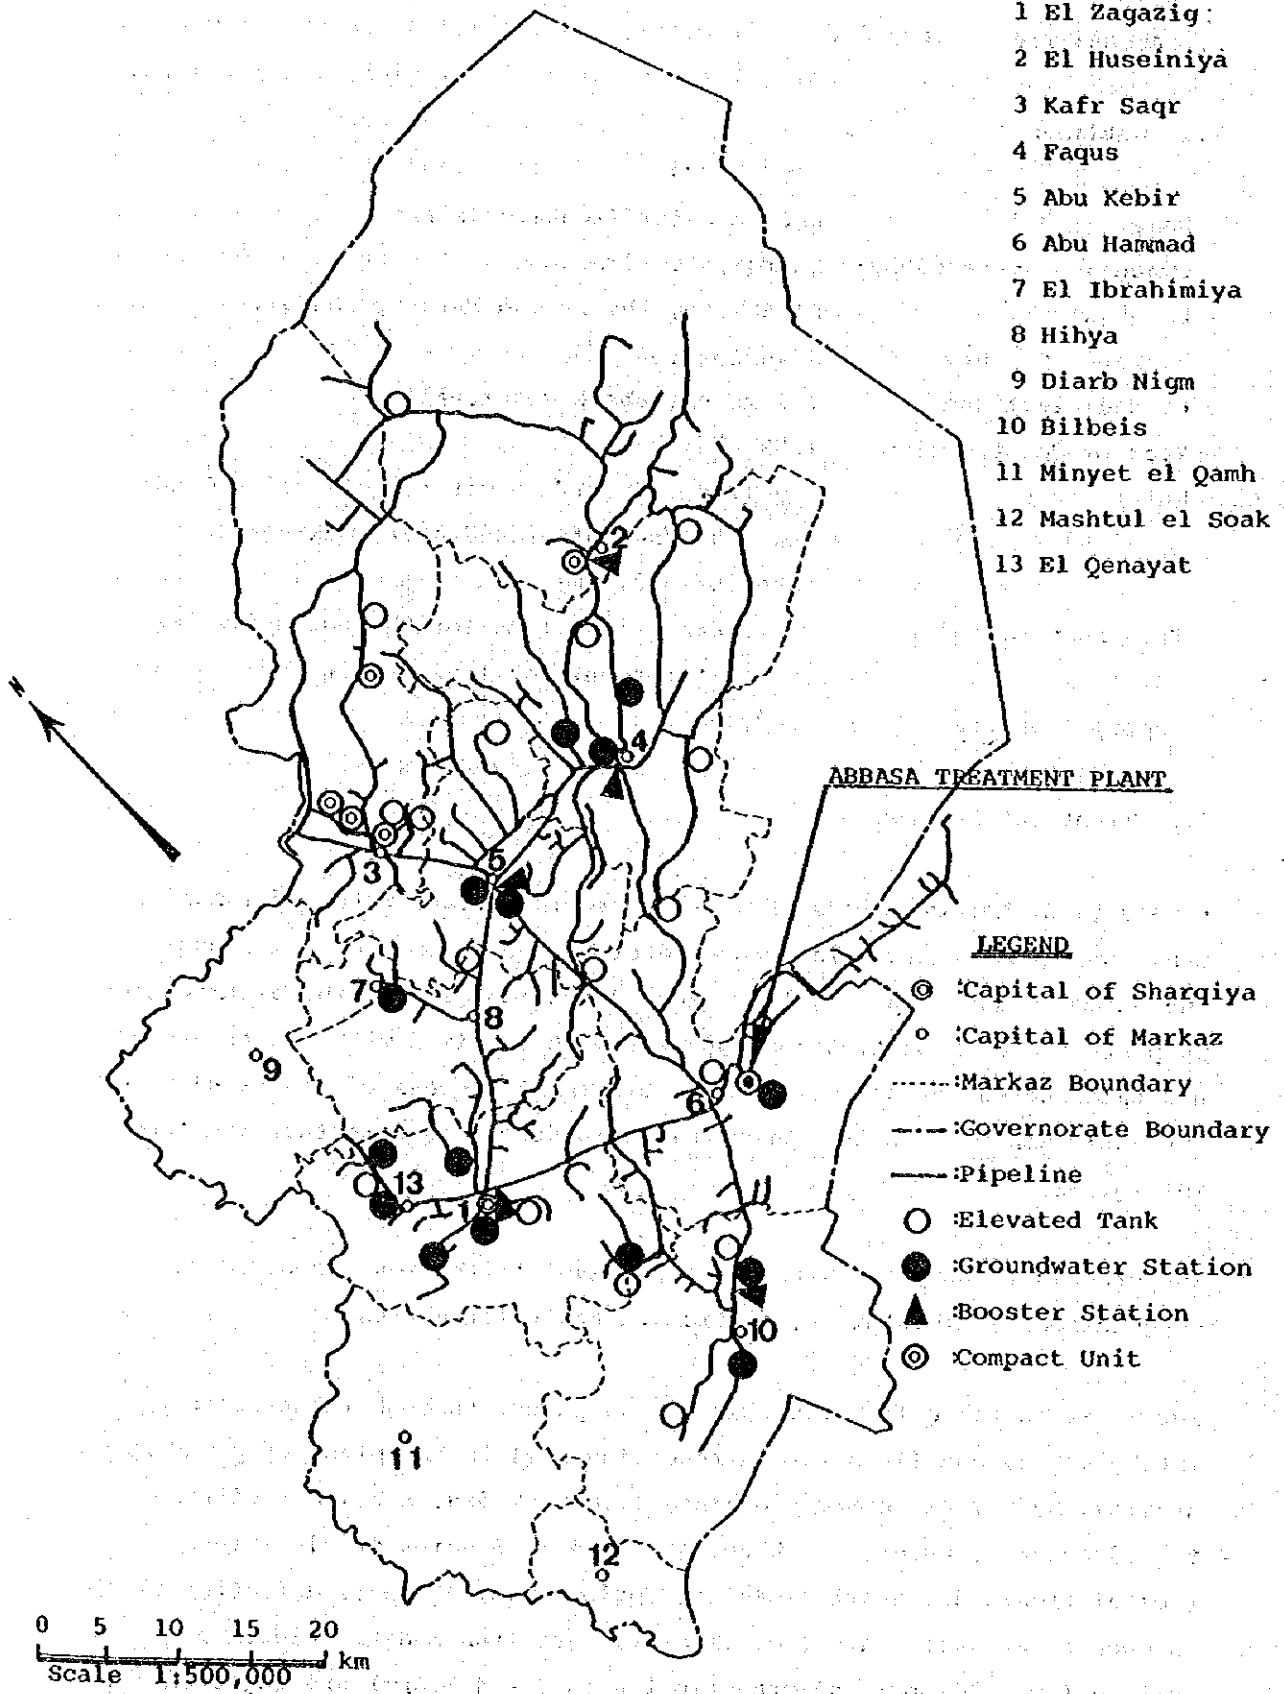 1 El Zagazig
2 El Huseiniya
3 Kafr Saqr
4 Faqus
5 Abu Kebir
6 Abu Hammad
7 El Ibrahimiya
8 Hihya
9 Diarb Nigm
10 Bilbeis
11 Minyet el Qamh
12 Mashtul el Soak
13 El Qenayat
2
N
4
ABBASA TREATMENT PLANT
5
3
7
8
9
6
13
1
10
11
12
LEGEND
:Capital of Sharqiya
:Capital of Markaz
:Markaz Boundary
:Governorate Boundary
:Pipeline
:Elevated Tank
:Groundwater Station
:Booster Station
:Compact Unit
0 5 10 15 20
km
Scale 1:500,000